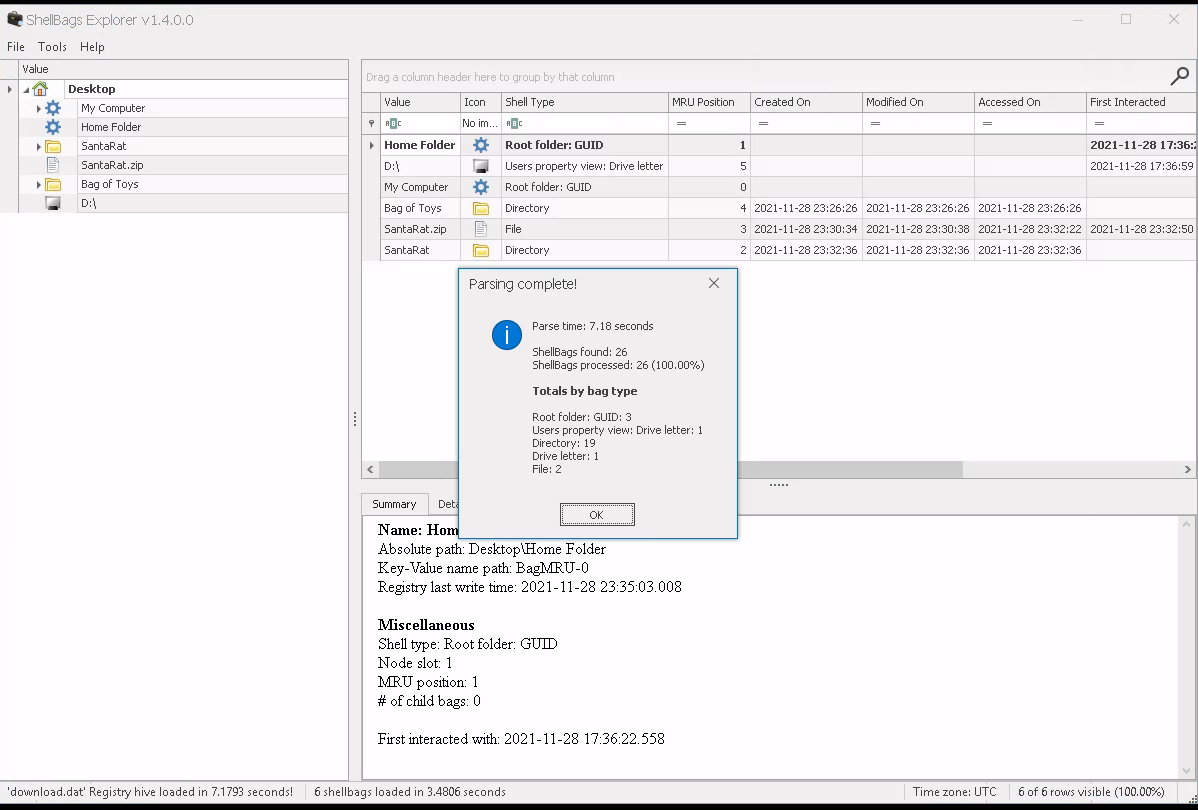 ShellBags Explorer v1.4.0.0
File Tools Help
Value
Desktop
My Computer
Home Folder
SantaRat
SantaRat.zip
Bag of Toys
D:\
Drag a column header here to group by that column
Value Icon Shell Type MRU Position Created On Modified On Accessed On First Interacted
No im... = = = = =
Home Folder Root folder: GUID 1 2021-11-28 17:36:2
D:\ Users property view: Drive letter 5 2021-11-28 17:36:59
My Computer Root folder: GUID 0
Bag of Toys Directory 4 2021-11-28 23:26:26 2021-11-28 23:26:26 2021-11-28 23:26:26
SantaRat.zip File 3 2021-11-28 23:30:34 2021-11-28 23:30:38 2021-11-28 23:32:22 2021-11-28 23:32:50
SantaRat Directory 2 2021-11-28 23:32:36 2021-11-28 23:32:36 2021-11-28 23:32:36
Parsing complete!
Parse time: 7.18 seconds
ShellBags found: 26
ShellBags processed: 26 (100.00%)
Totals by bag type
Root folder: GUID: 3
Users property view: Drive letter: 1
Directory: 19
Drive letter: 1
File: 2
OK
Summary Deta
Name: Hom
Absolute path: Desktop\Home Folder
Key-Value name path: BagMRU-0
Registry last write time: 2021-11-28 23:35:03.008
Miscellaneous
Shell type: Root folder: GUID
Node slot: 1
MRU position: 1
# of child bags: 0
First interacted with: 2021-11-28 17:36:22.558
'download.dat' Registry hive loaded in 7.1793 seconds! 6 shellbags loaded in 3.4806 seconds Time zone: UTC 6 of 6 rows visible (100.00%)